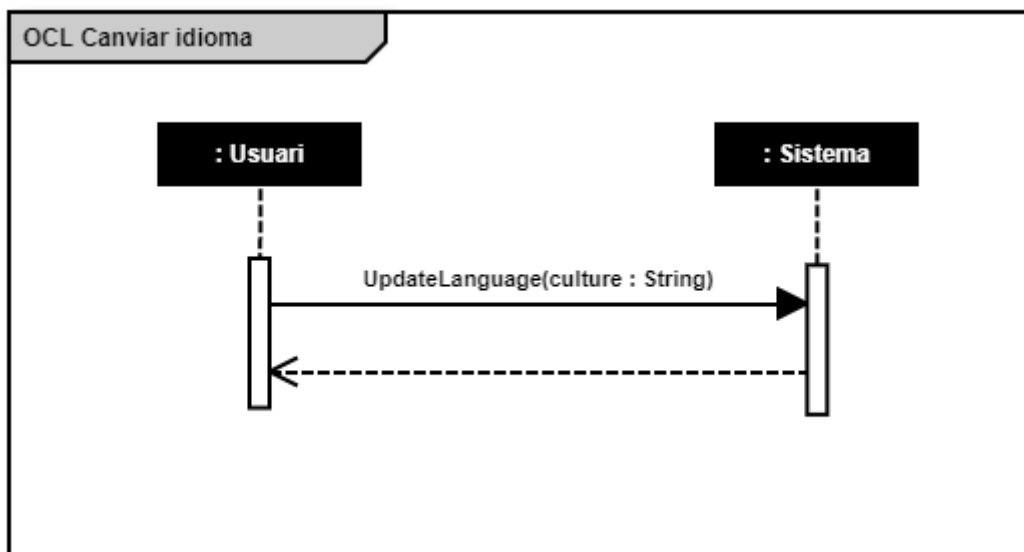 OCL Canviar idioma
: Usuari
: Sistema
UpdateLanguage(culture : String)